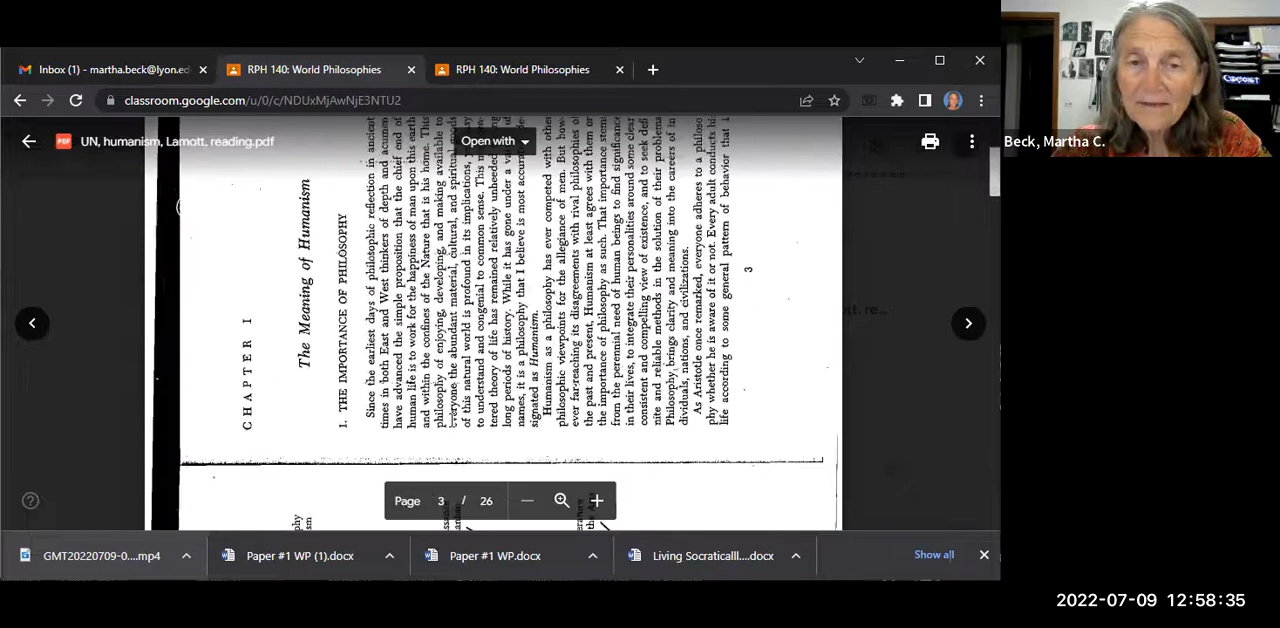 Inbox (1) - martha.beck@lyon.ed
RPH 140: World Philosophies
RPH 140: World Philosophies
classroom.google.com/u/0/c/NDUxMjAwNjE3NTU2
UN, humanism, Lamott, reading.pdf
Open with
Beck, Martha C.
CHAPTER I
The Meaning of Humanism
1. THE IMPORTANCE OF PHILOSOPHY
Since the earliest days of philosophic reflection in ancient
times in both East and West thinkers of depth and acumen
have advanced the simple proposition that the chief end of
human life is to work for the happiness of man upon this earth
and within the confines of the Nature that is his home. This
philosophy of enjoying, developing, and making available to
everyone the abundant material, cultural, and spiritual goods
of this natural world is profound in its implications,
to understand and congenial to common sense. This
tered theory of life has remained relatively unheeded
long periods of history. While it has gone under a
names, it is a philosophy that I believe is most
signated as Humanism.
Humanism as a philosophy has ever competed with other
philosophic viewpoints for the allegiance of men. But how-
ever far-reaching its disagreements with rival philosophies of
the past and present, Humanism at least agrees with them on
the importance of philosophy as such. That importance stems
from the perennial need of human beings to find significance
in their lives, to integrate their personalities around some clear,
consistent and compelling view of existence, and to seek defi
nite and reliable methods in the solution of their problems
Philosophy brings clarity and meaning into the careers of in
dividuals, nations, and civilizations.
As Aristotle once remarked, everyone adheres to a philoso
phy whether he is aware of it or not. Every adult conducts his
life according to some general pattern of behavior that i
3
Page 3 / 26
GMT20220709-0....mp4
Paper #1 WP (1).docx
Paper #1 WP.docx
Living Socraticalll....docx
Show all
2022-07-09 12:58:35